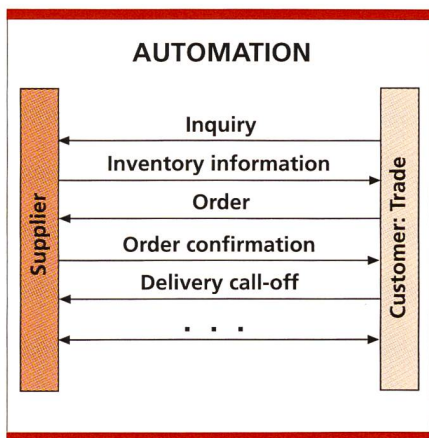 AUTOMATION
Supplier
Inquiry
Inventory information
Order
Order confirmation
Delivery call-off
. . .
Customer: Trade